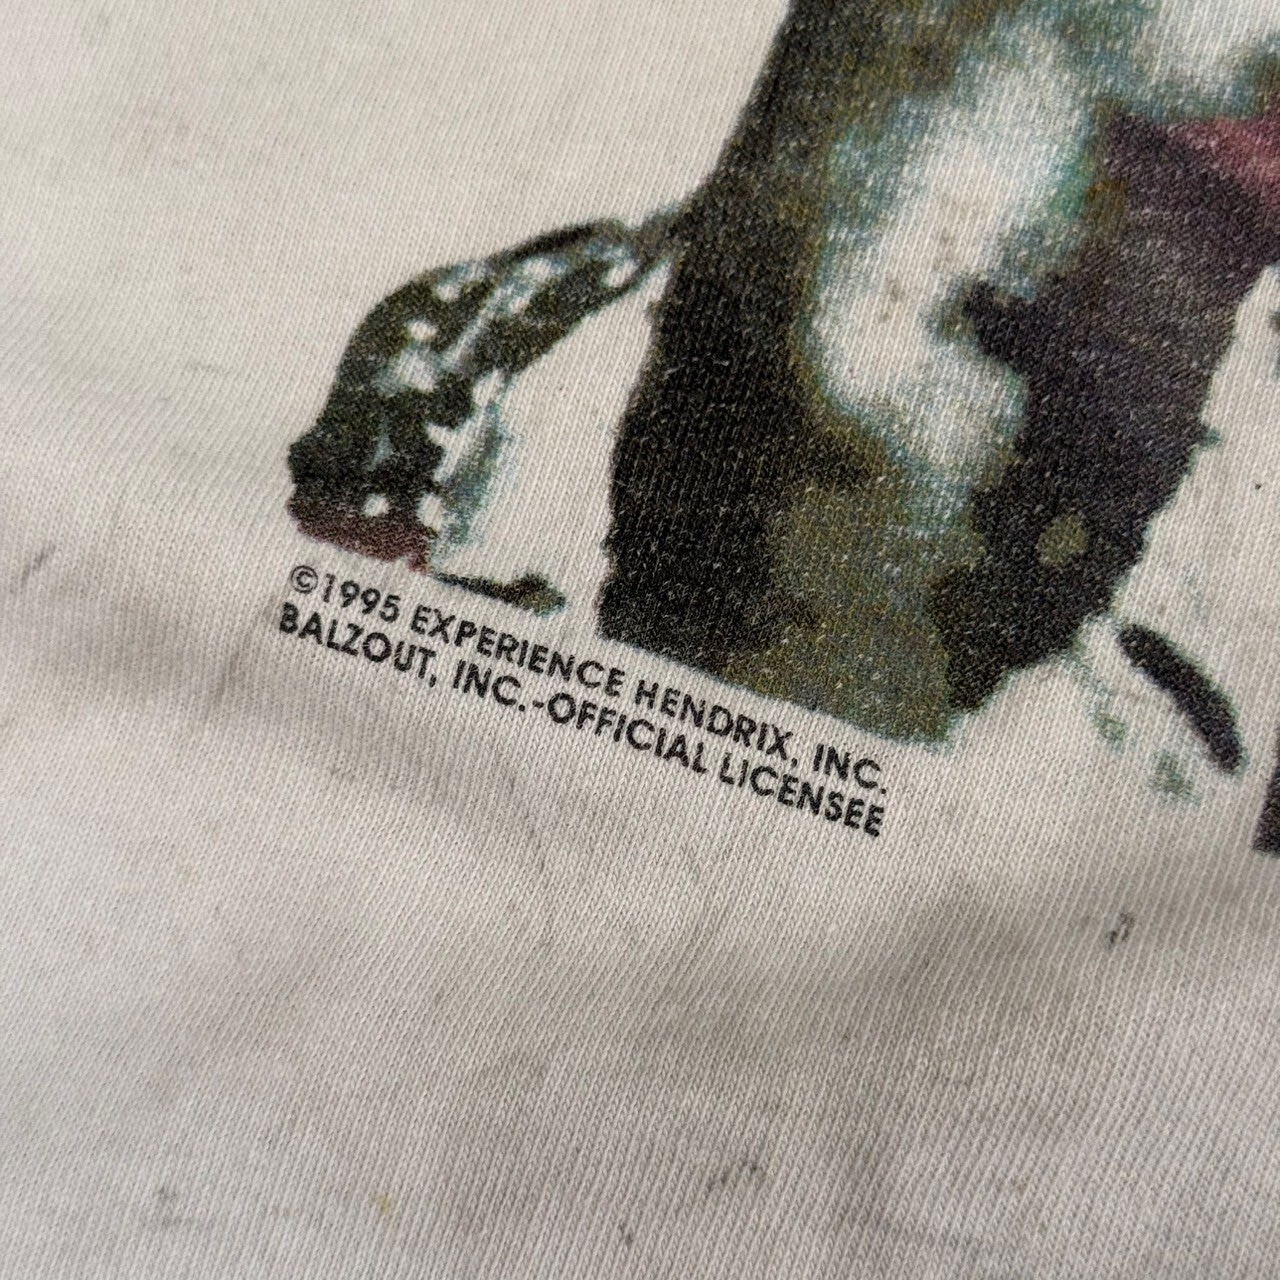 ©1995 EXPERIENCE HENDRIX, INC.
BALZOUT, INC.-OFFICIAL LICENSEE